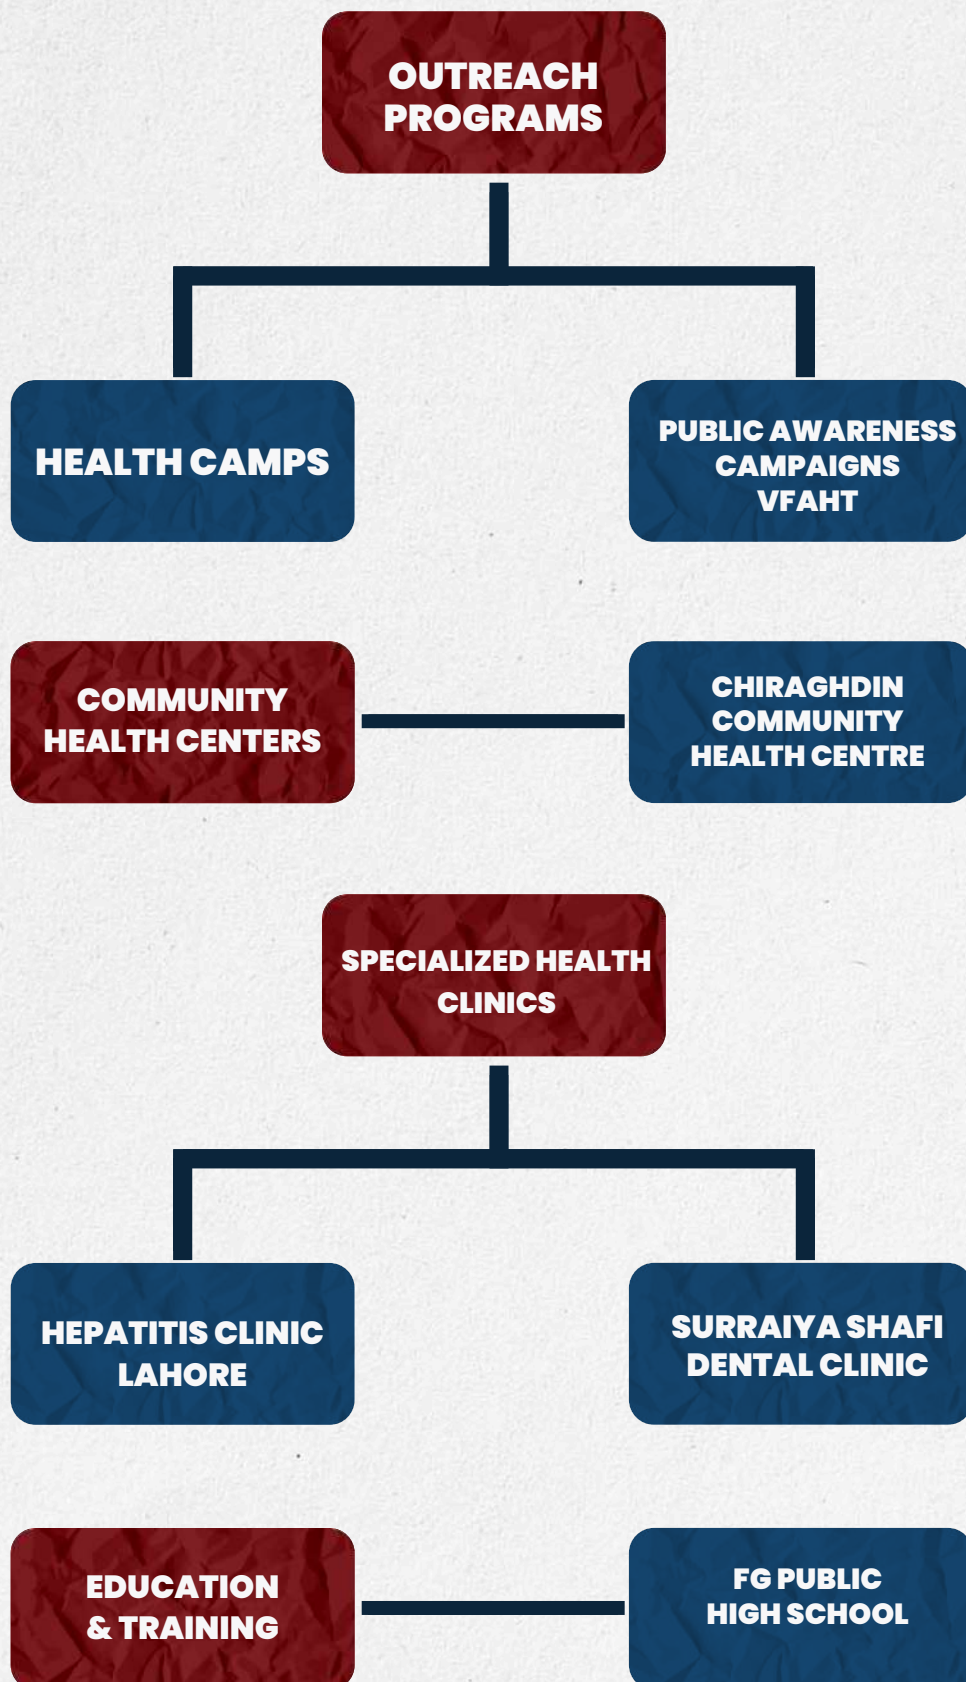 OUTREACH
PROGRAMS
HEALTH CAMPS
PUBLIC AWARENESS
CAMPAIGNS
VFAHT
COMMUNITY
HEALTH CENTERS
CHIRAGHDIN
COMMUNITY
HEALTH CENTRE
SPECIALIZED HEALTH
CLINICS
HEPATITIS CLINIC
LAHORE
SURRAIYA SHAFI
DENTAL CLINIC
EDUCATION
& TRAINING
FG PUBLIC
HIGH SCHOOL